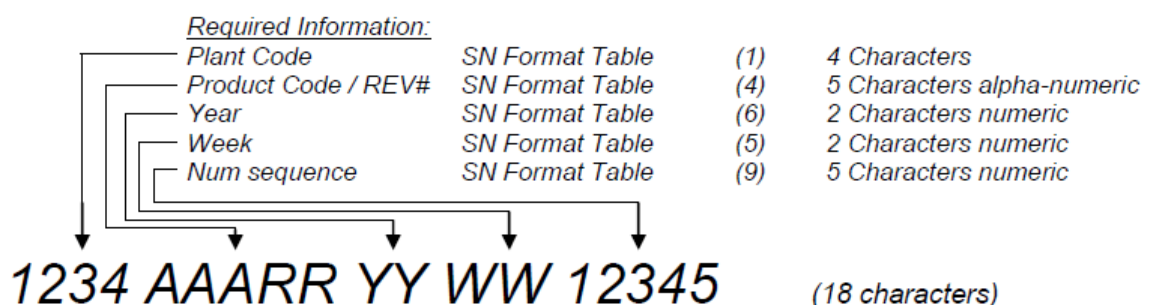 Required Information:
Plant Code SN Format Table (1) 4 Characters
Product Code / REV# SN Format Table (4) 5 Characters alpha-numeric
Year SN Format Table (6) 2 Characters numeric
Week SN Format Table (5) 2 Characters numeric
Num sequence SN Format Table (9) 5 Characters numeric
1234 AAARR YY WW 12345 (18 characters)